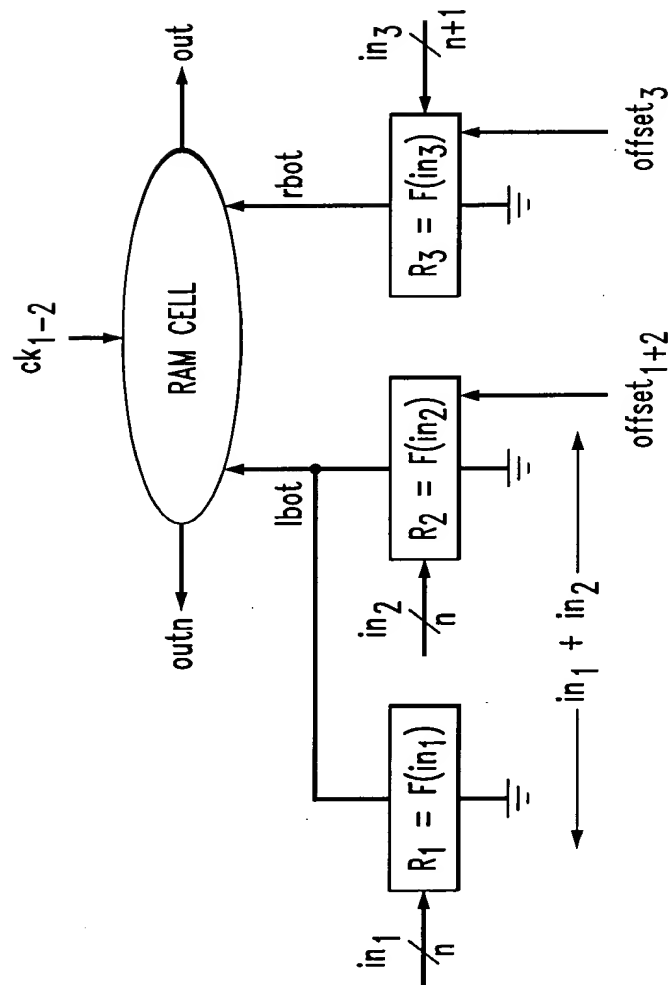 ck1-2
outn
RAM CELL
out
lbot
rbot
in1
n
R1 = F(in1)
in2
n
R2 = F(in2)
R3 = F(in3)
in3
n+1
in1 + in2
offset1+2
offset3